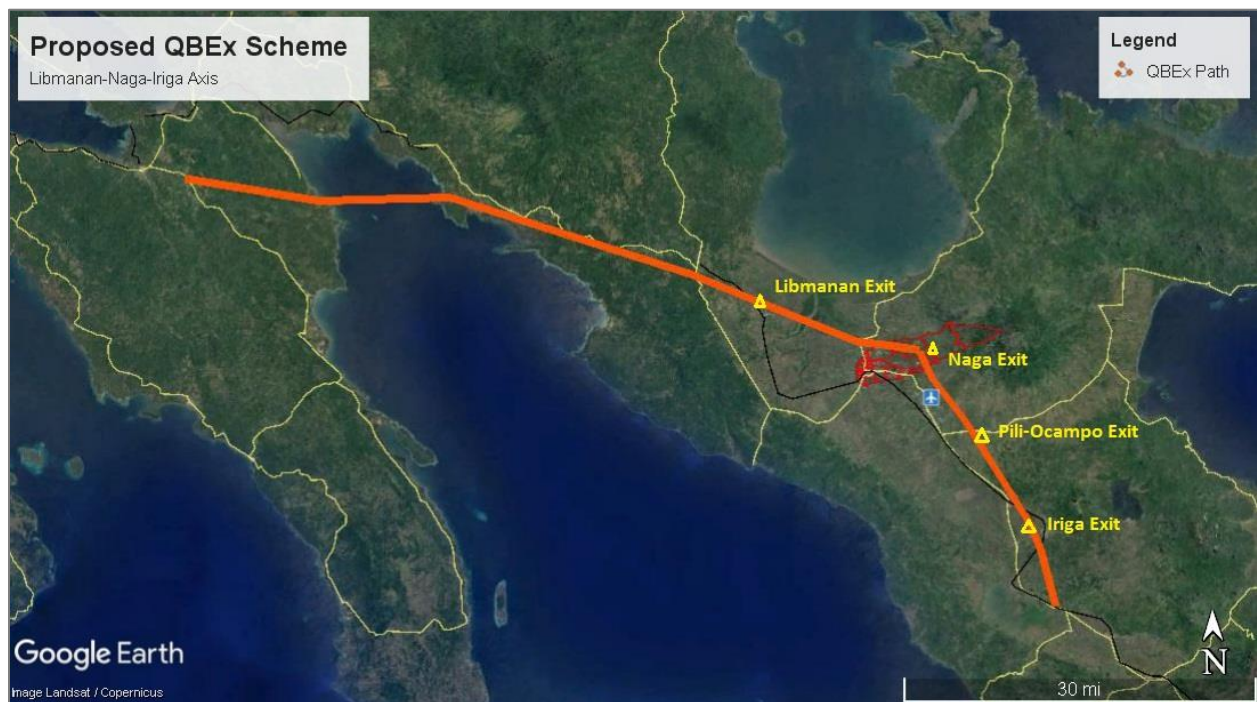 Proposed QBEx Scheme
Libmanan-Naga-Iriga Axis
Legend
QBEx Path
Libmanan Exit
Naga Exit
Pili-Ocampo Exit
Iriga Exit
Google Earth
Image Landsat / Copernicus
N
30 mi